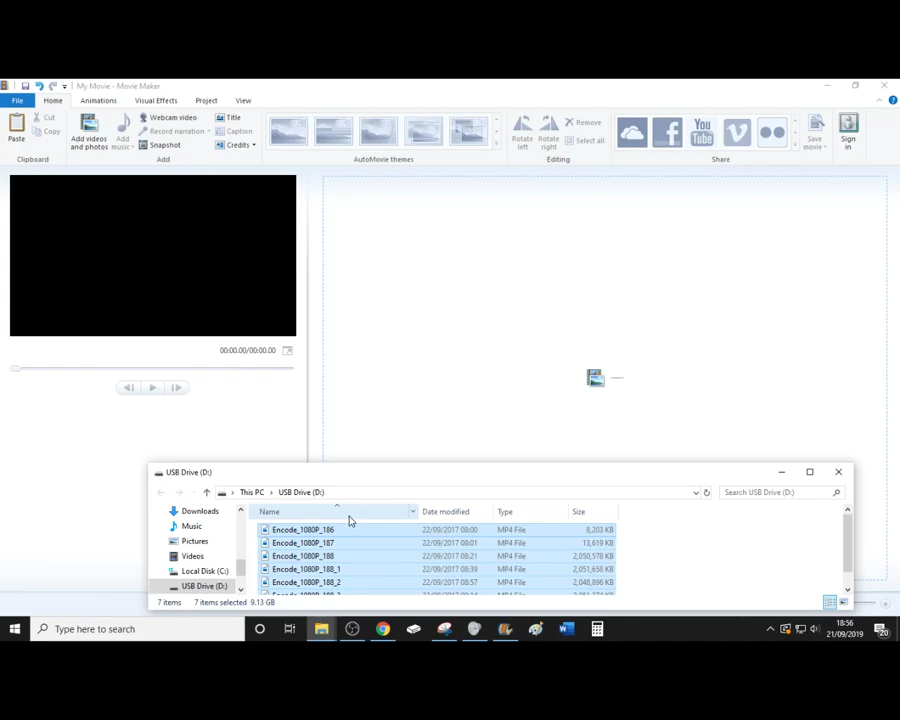 My Movie - Movie Maker
File Home Animations Visual Effects Project View
Paste
Cut
Copy
Clipboard
Add videos and photos
Add music
Webcam video
Record narration
Snapshot
Title
Caption
Credits
Add
AutoMovie themes
Rotate left
Rotate right
Remove
Select all
Editing
You Tube
Share
Save movie
Sign in
00:00.00/00:00.00
USB Drive (D:)
This PC > USB Drive (D:)
Search USB Drive (D:)
Name Date modified Type Size
Downloads
Music
Pictures
Videos
Local Disk (C:)
USB Drive (D:)
Encode_1080P_186 22/09/2017 08:00 MP4 File 8,203 KB
Encode_1080P_187 22/09/2017 08:01 MP4 File 13,619 KB
Encode_1080P_188 22/09/2017 08:21 MP4 File 2,050,578 KB
Encode_1080P_188_1 22/09/2017 08:39 MP4 File 2,051,658 KB
Encode_1080P_188_2 22/09/2017 08:57 MP4 File 2,048,896 KB
7 items 7 items selected 9.13 GB
Type here to search
18:56
21/09/2019
20